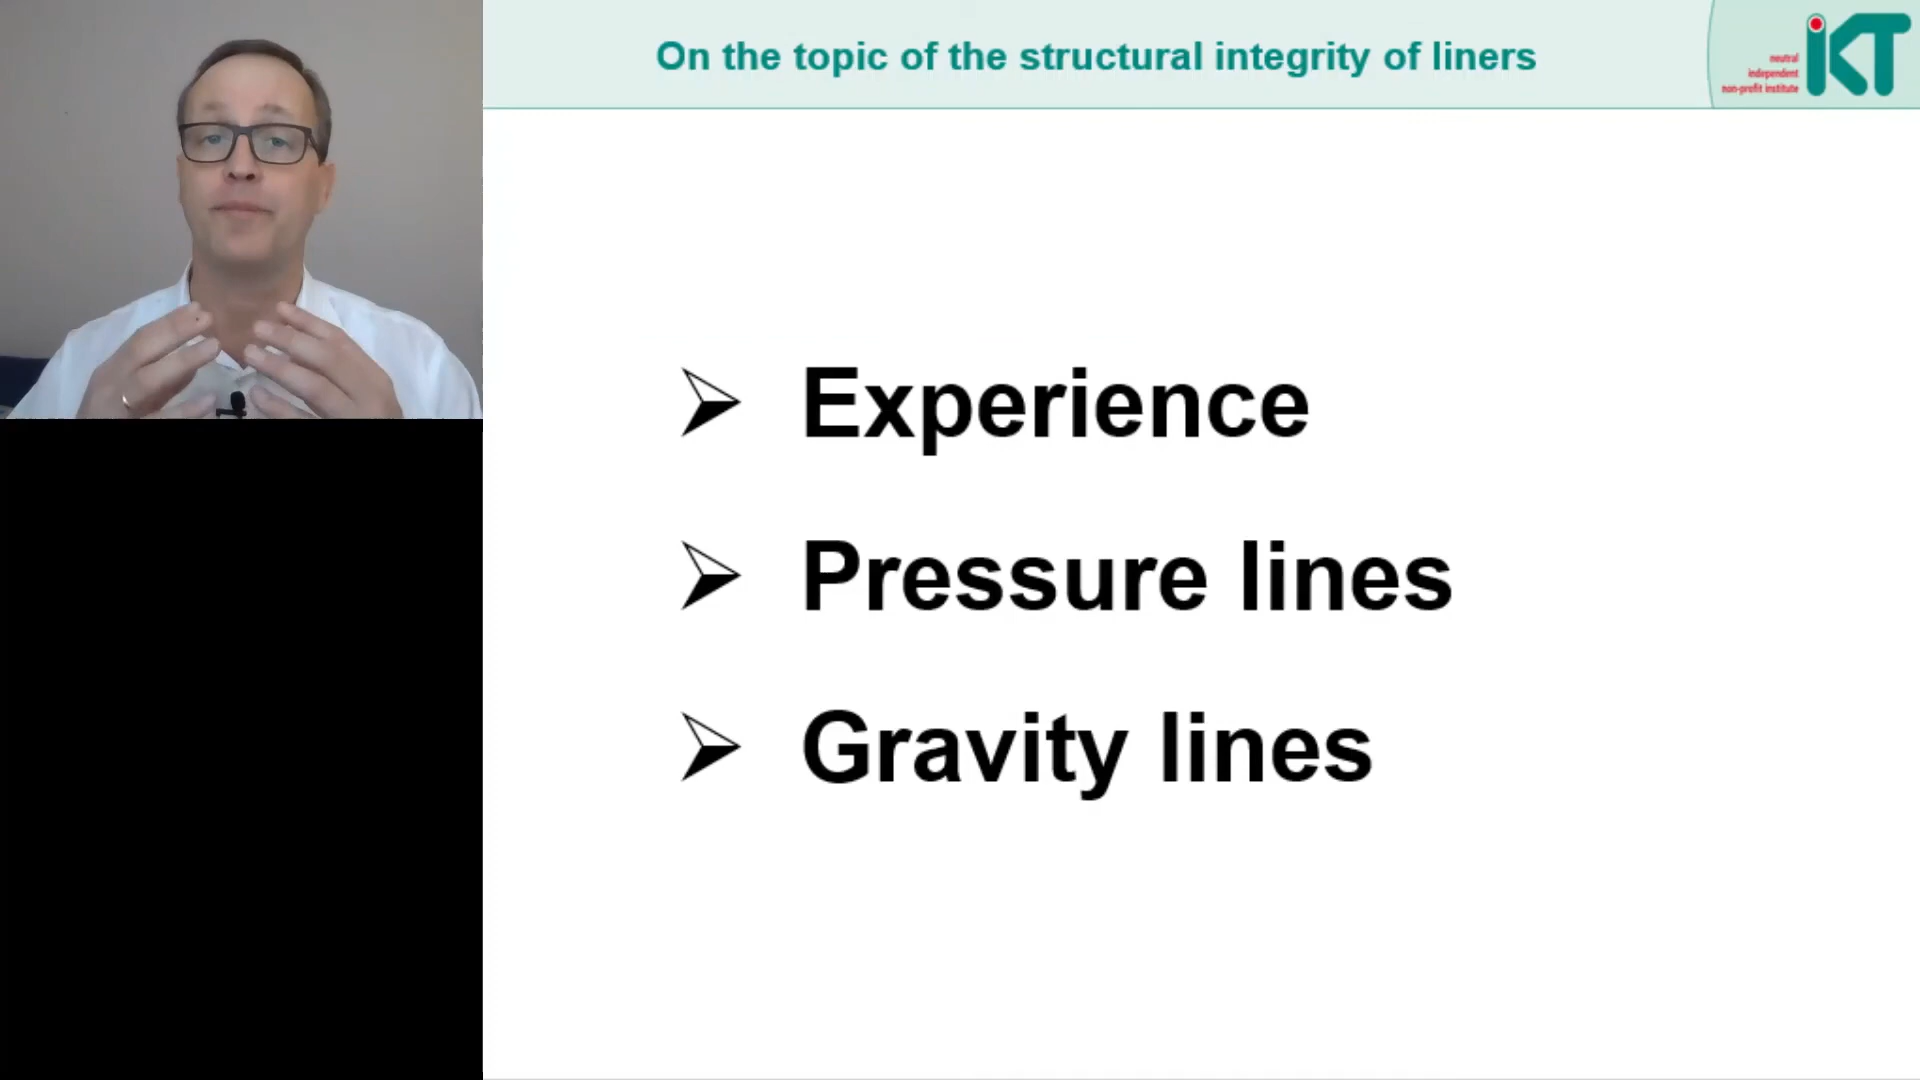 On the topic of the structural integrity of liners
neutral
independent
non-profit institute
iKT
Experience
Pressure lines
Gravity lines